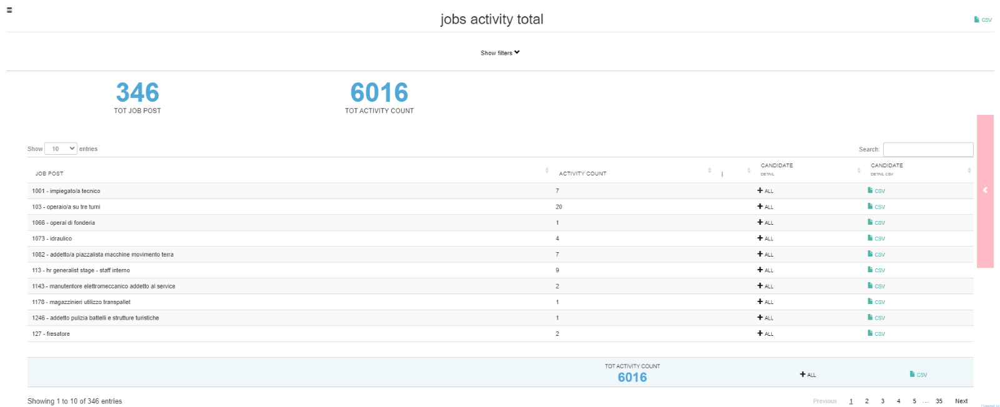 jobs activity total
CSV
Show filters
346
TOT JOB POST
6016
TOT ACTIVITY COUNT
Show 10 entries
Search:
JOB POST ACTIVITY COUNT | CANDIDATE DETAIL CANDIDATE DETAIL CSV
1001 - impiegato/a tecnico 7 ALL CSV
103 - operaio/a su tre turni 20 ALL CSV
1066 - operai di fonderia 1 ALL CSV
1073 - idraulico 4 ALL CSV
1082 - addetto/a piazzalista macchine movimento terra 7 ALL CSV
113 - hr generalist stage - staff interno 9 ALL CSV
1143 - manutentore elettromeccanico addetto al service 2 ALL CSV
1178 - magazzinieri utilizzo transpallet 1 ALL CSV
1246 - addetto pulizia battelli e strutture turistiche 1 ALL CSV
127 - fresatore 2 ALL CSV
TOT ACTIVITY COUNT
6016 ALL CSV
Showing 1 to 10 of 346 entries
Previous 1 2 3 4 5 ... 35 Next
Powered by